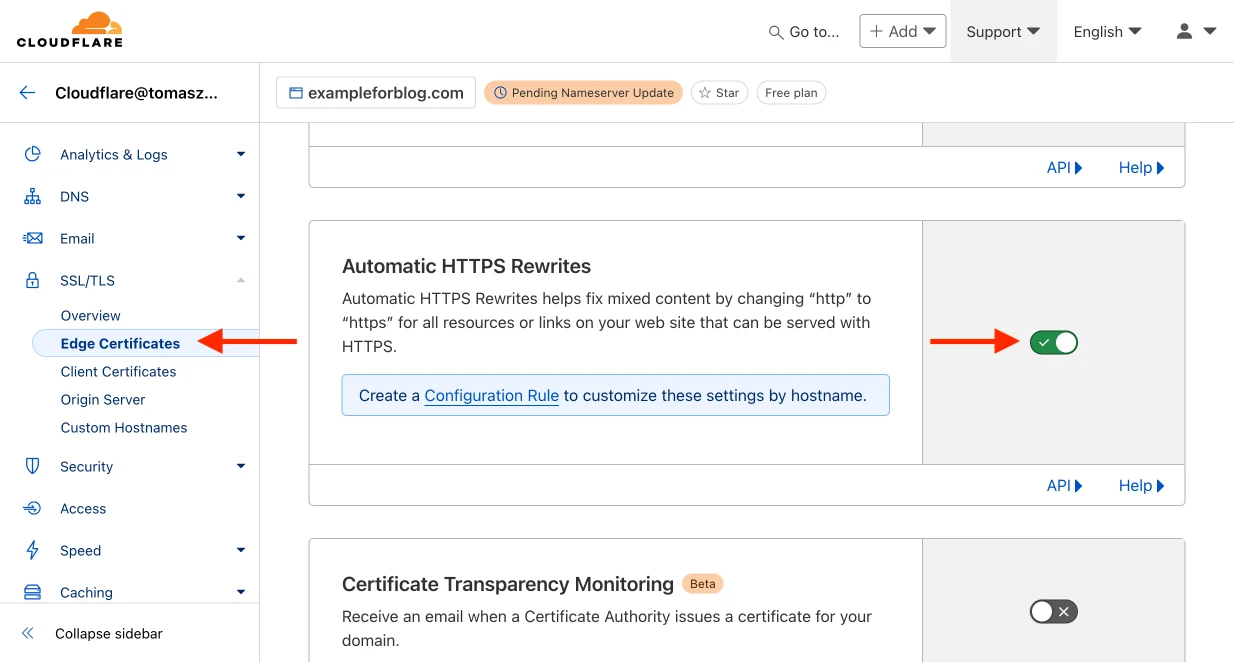 CLOUDFLARE
Go to...
Add
Support
English
Cloudflare@tomasz...
exampleforblog.com
Pending Nameserver Update
Star
Free plan
Analytics & Logs
DNS
Email
SSL/TLS
Overview
Edge Certificates
Client Certificates
Origin Server
Custom Hostnames
Security
Access
Speed
Caching
Collapse sidebar
API
Help
Automatic HTTPS Rewrites
Automatic HTTPS Rewrites helps fix mixed content by changing “http” to
“https” for all resources or links on your web site that can be served with
HTTPS.
Create a Configuration Rule to customize these settings by hostname.
API
Help
Certificate Transparency Monitoring
Beta
Receive an email when a Certificate Authority issues a certificate for your
domain.